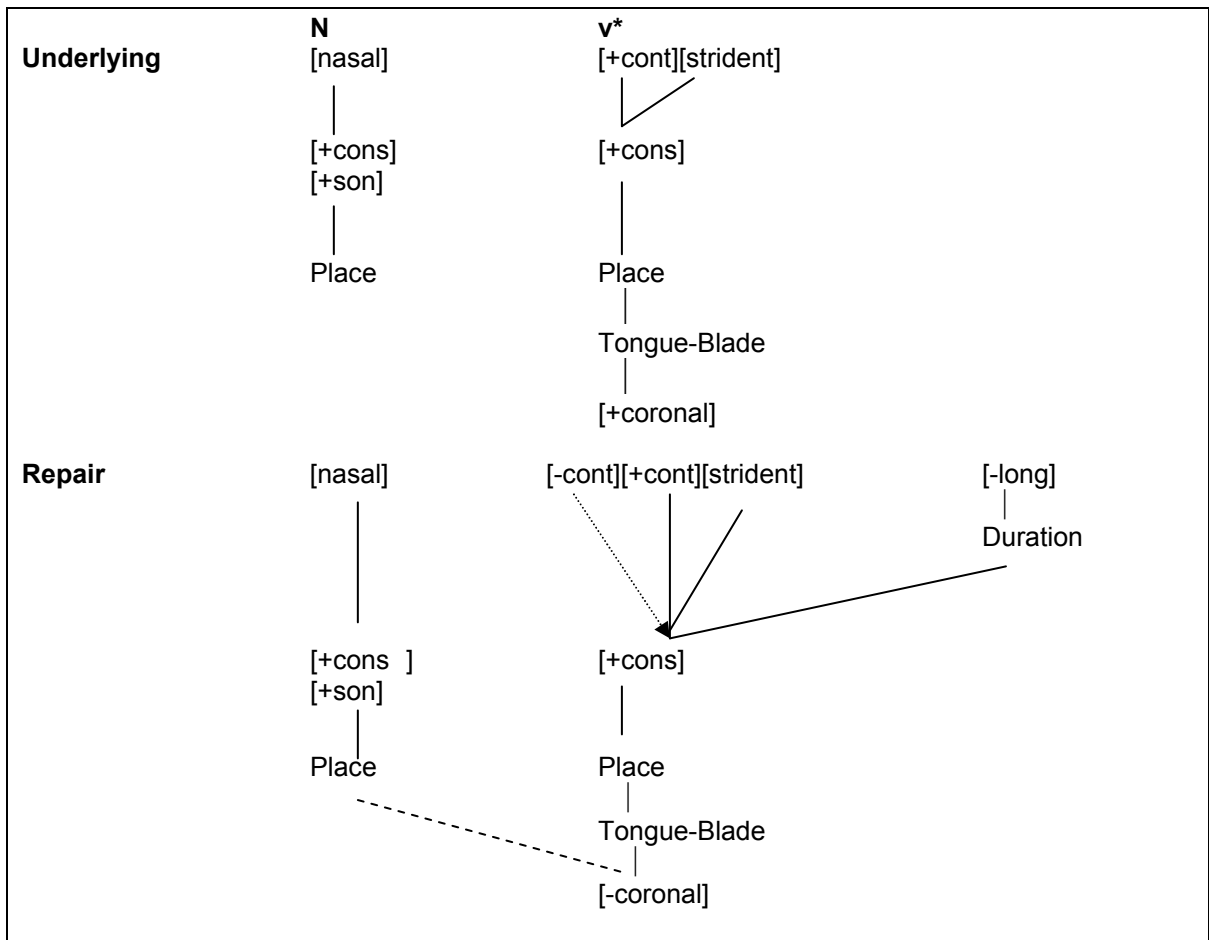 N v*
Underlying [nasal] [+cont][strident]
[+cons] [+cons]
[+son]
Place Place
Tongue-Blade
[+coronal]
Repair [nasal] [-cont][+cont][strident] [-long]
Duration
[+cons ] [+cons]
[+son]
Place Place
Tongue-Blade
[-coronal]